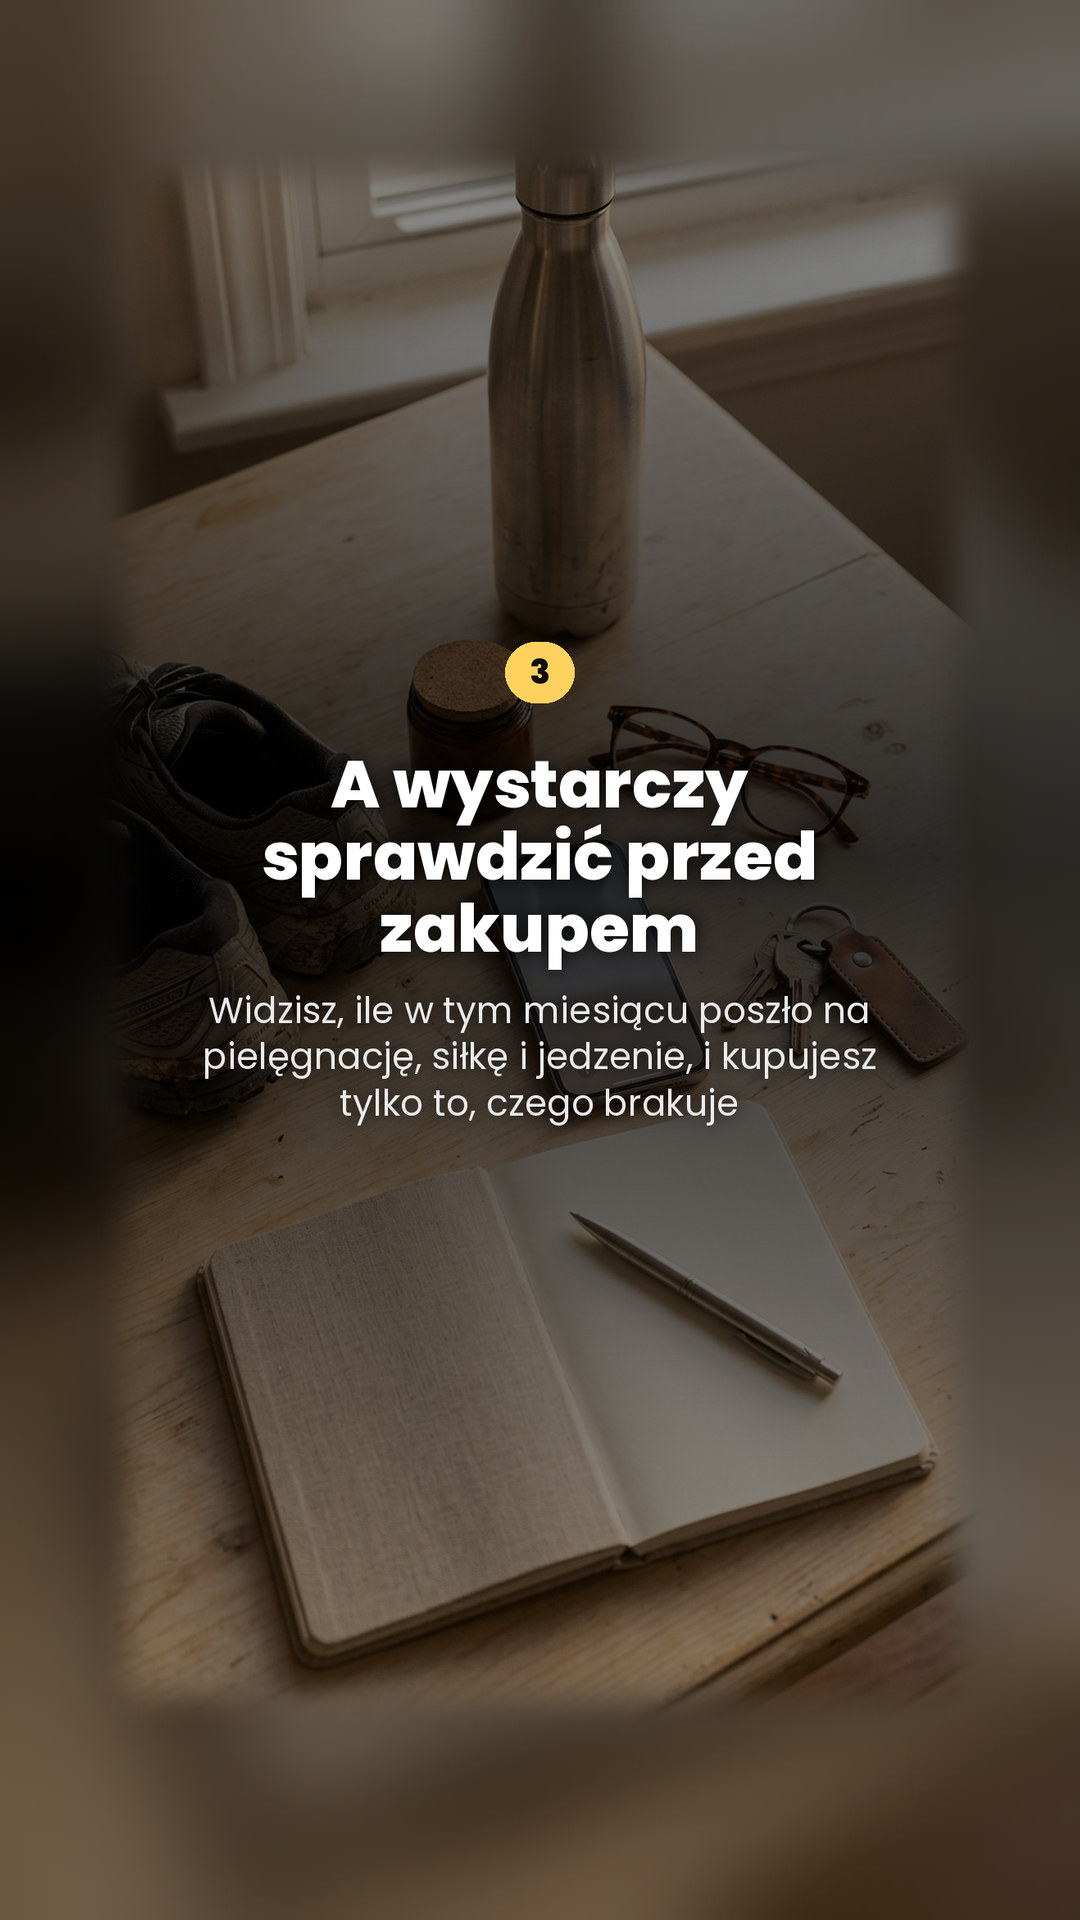 3
A wystarczy
sprawdzić przed
zakupem
Widzisz, ile w tym miesiącu poszło na
pielęgnację, siłkę i jedzenie, i kupujesz
tylko to, czego brakuje